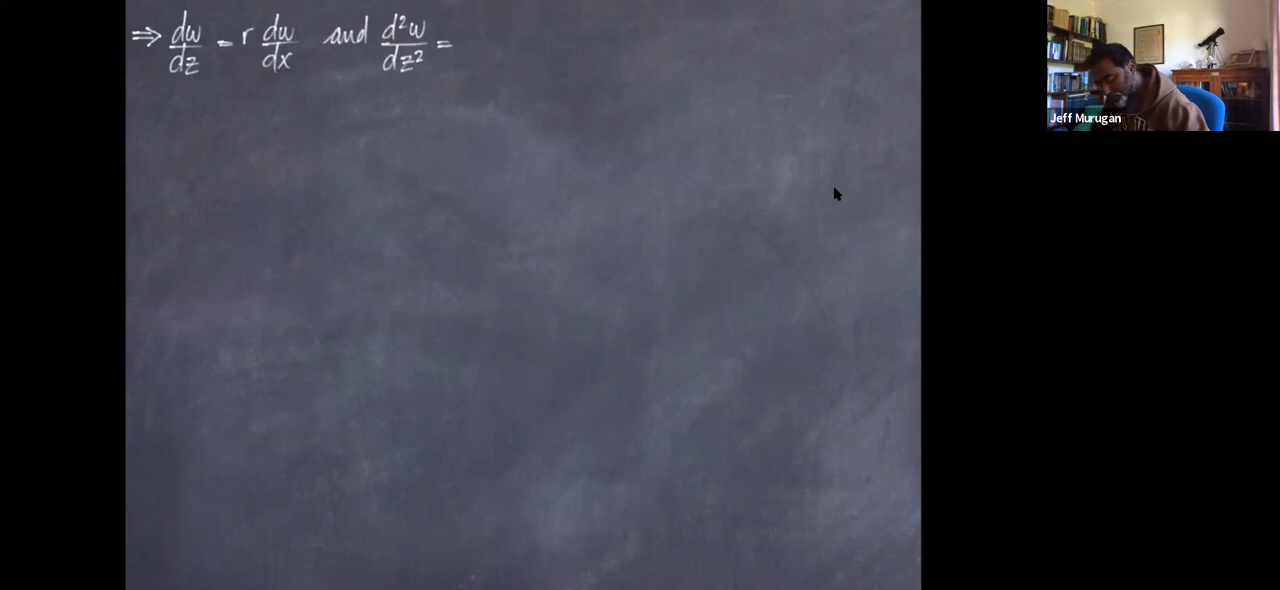 ⇒ dw/dz = r dw/dx and d²w/dz² =
Jeff Murugan